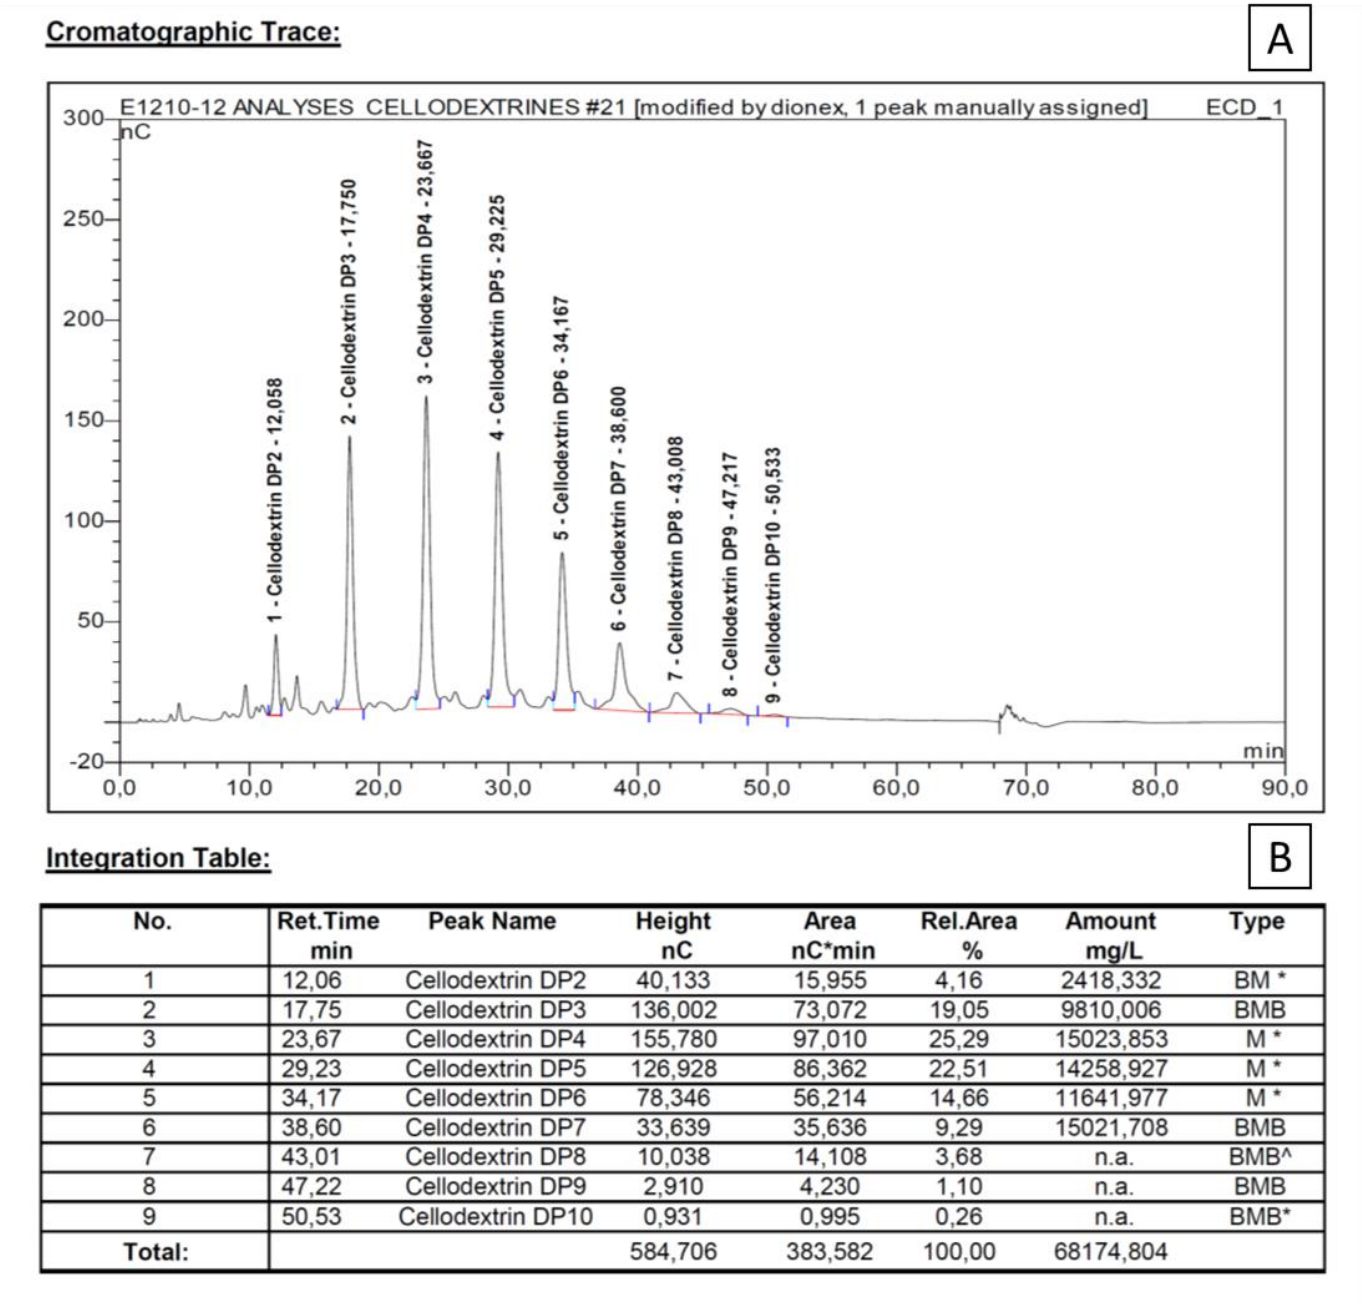 Cromatographic Trace:
A
E1210-12 ANALYSES CELLODEXTRINES #21 [modified by dionex, 1 peak manually assigned] ECD_1
nC
300
250
200
150
100
50
-20
1 - Cellodextrin DP2 - 12,058
2 - Cellodextrin DP3 - 17,750
3 - Cellodextrin DP4 - 23,667
4 - Cellodextrin DP5 - 29,225
5 - Cellodextrin DP6 - 34,167
6 - Cellodextrin DP7 - 38,600
7 - Cellodextrin DP8 - 43,008
8 - Cellodextrin DP9 - 47,217
9 - Cellodextrin DP10 - 50,533
min
0,0 10,0 20,0 30,0 40,0 50,0 60,0 70,0 80,0 90,0
Integration Table:
B
No. Ret.Time Peak Name Height Area Rel.Area Amount Type
min nC nC*min % mg/L
1 12,06 Cellodextrin DP2 40,133 15,955 4,16 2418,332 BM *
2 17,75 Cellodextrin DP3 136,002 73,072 19,05 9810,006 BMB
3 23,67 Cellodextrin DP4 155,780 97,010 25,29 15023,853 M *
4 29,23 Cellodextrin DP5 126,928 86,362 22,51 14258,927 M *
5 34,17 Cellodextrin DP6 78,346 56,214 14,66 11641,977 M *
6 38,60 Cellodextrin DP7 33,639 35,636 9,29 15021,708 BMB
7 43,01 Cellodextrin DP8 10,038 14,108 3,68 n.a. BMB^
8 47,22 Cellodextrin DP9 2,910 4,230 1,10 n.a. BMB
9 50,53 Cellodextrin DP10 0,931 0,995 0,26 n.a. BMB*
Total: 584,706 383,582 100,00 68174,804